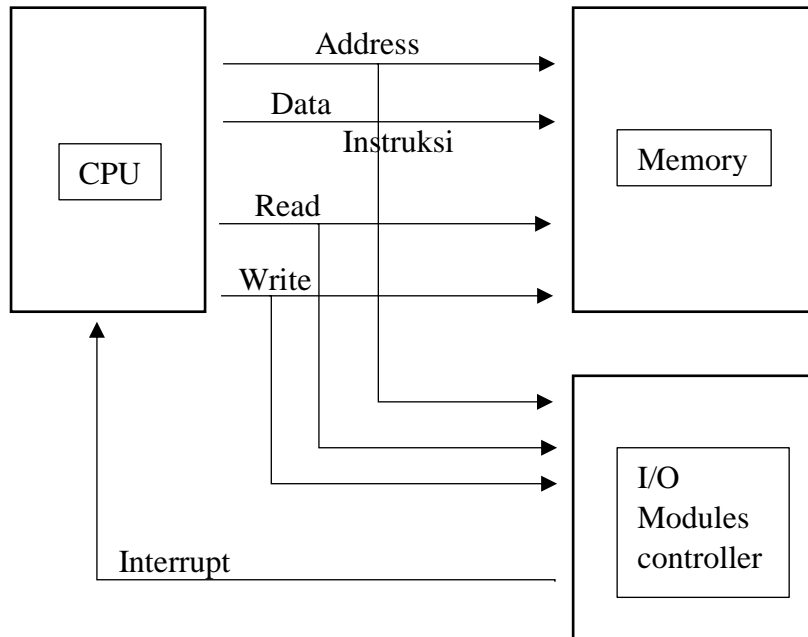 Address
Data
Instruksi
CPU
Memory
Read
Write
I/O
Modules
controller
Interrupt